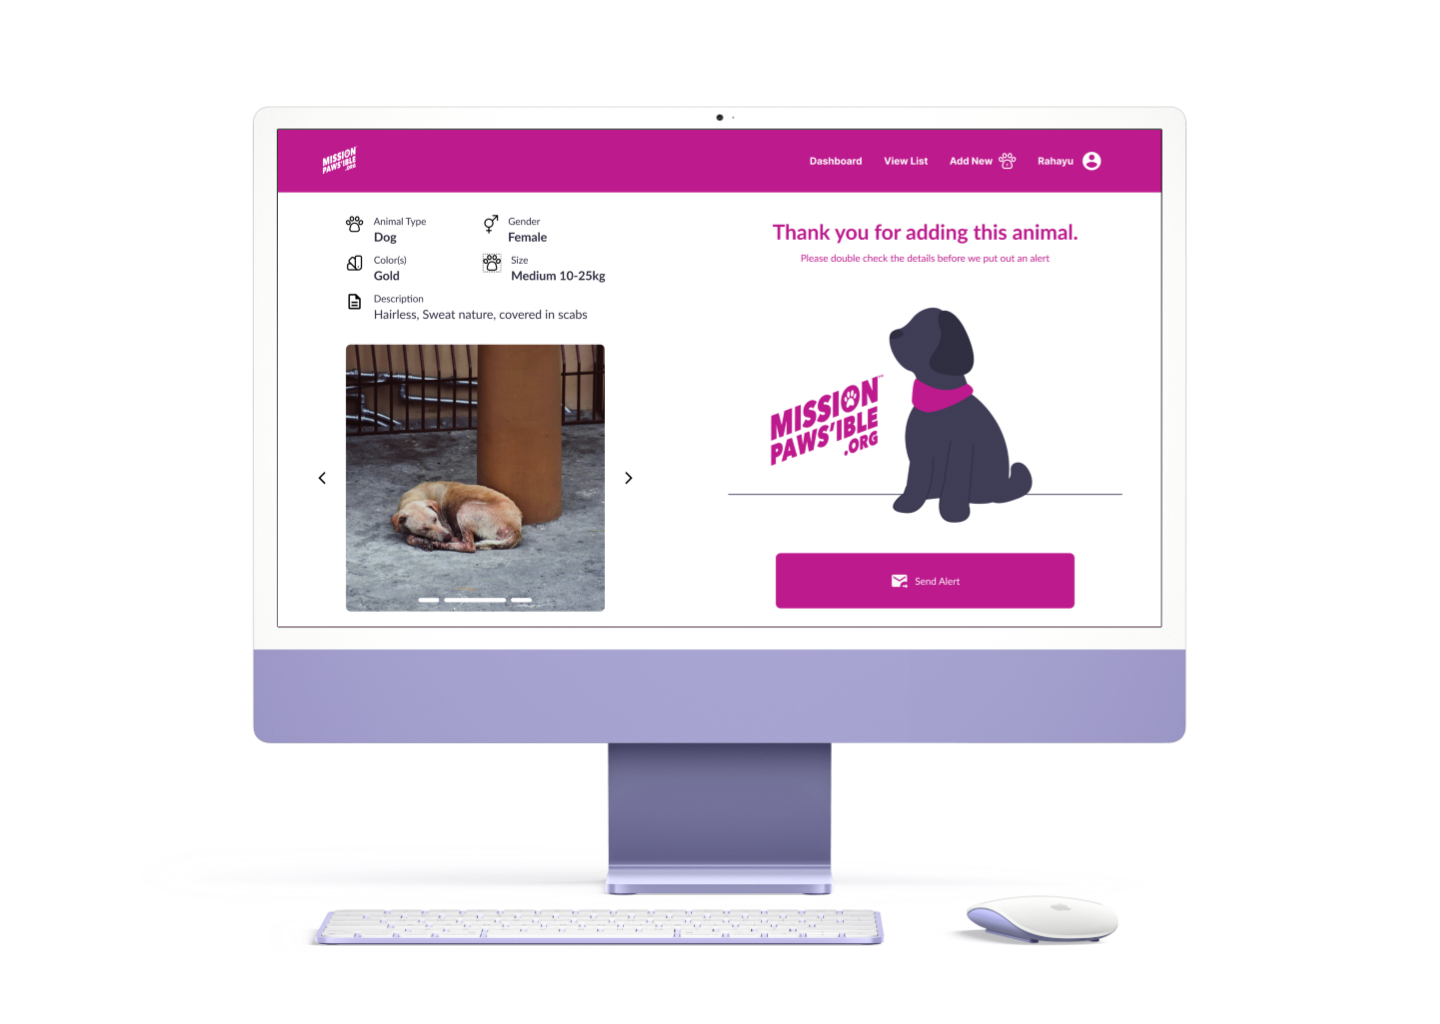 MISSION
PAWS'IBLE
.ORG
Dashboard
View List
Add New
Rahayu
Animal Type
Dog
Gender
Female
Color(s)
Gold
Size
Medium 10-25kg
Description
Hairless, Sweat nature, covered in scabs
Thank you for adding this animal.
Please double check the details before we put out an alert
MISSION™
PAWS'IBLE
.ORG
Send Alert